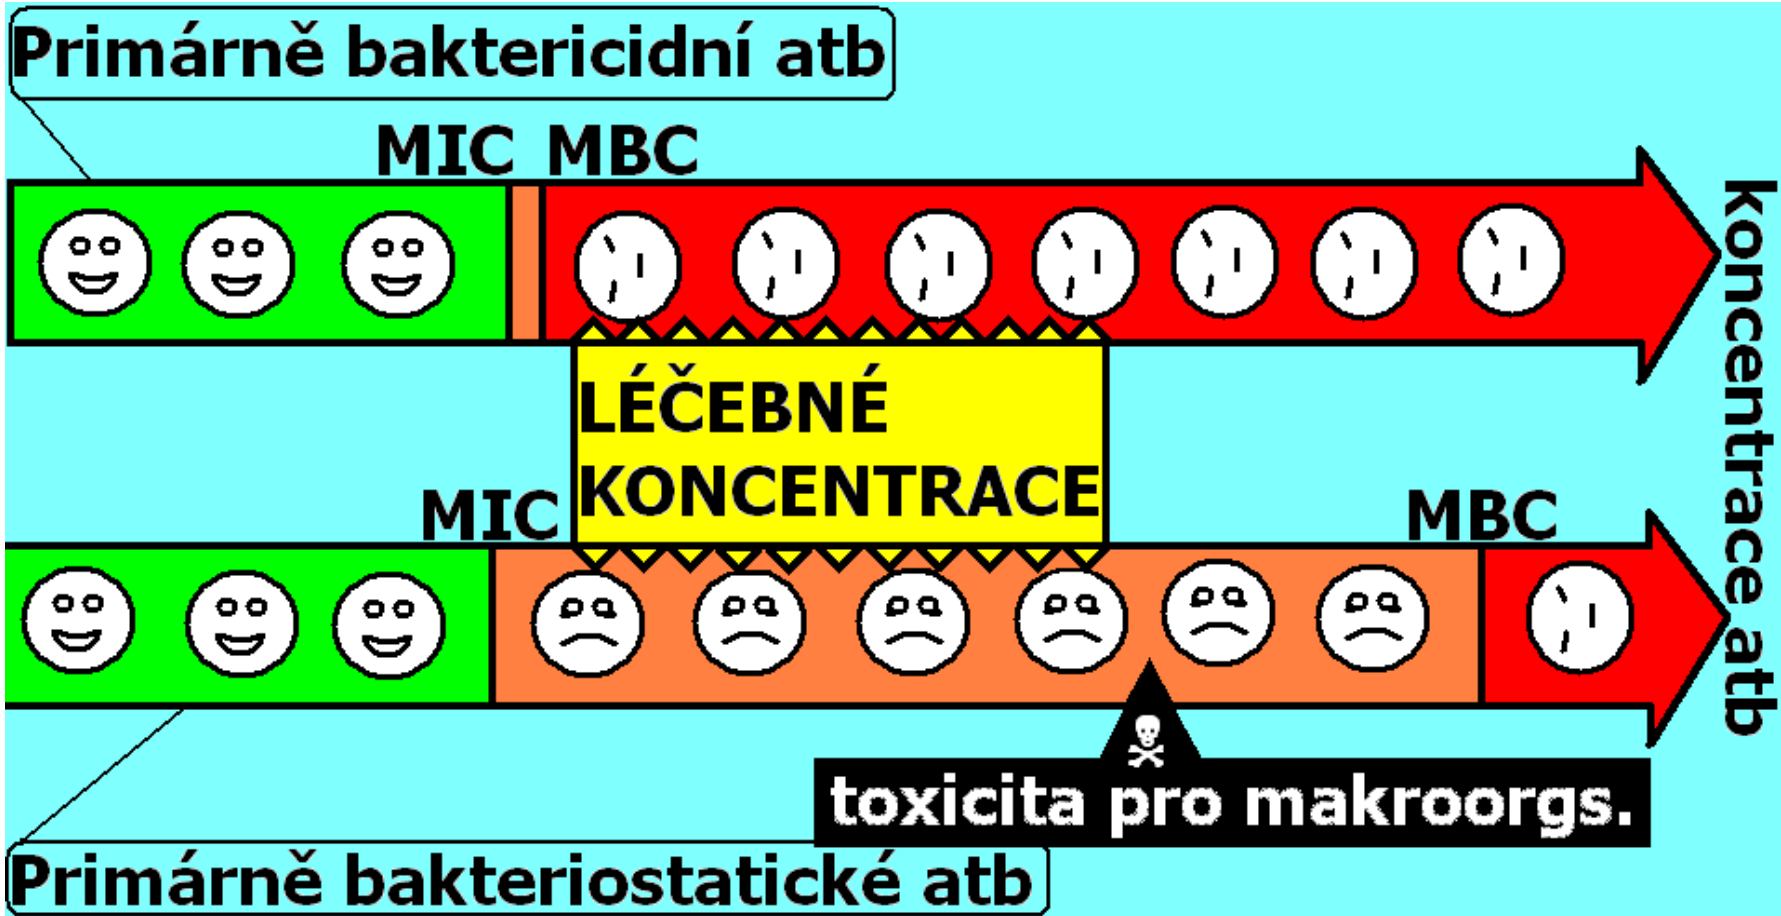 Primárně baktericidní atb
MIC MBC
LÉČEBNÉ
KONCENTRACE
MIC
MBC
koncentrace atb
toxicita pro makroorgs.
Primárně bakteriostatické atb